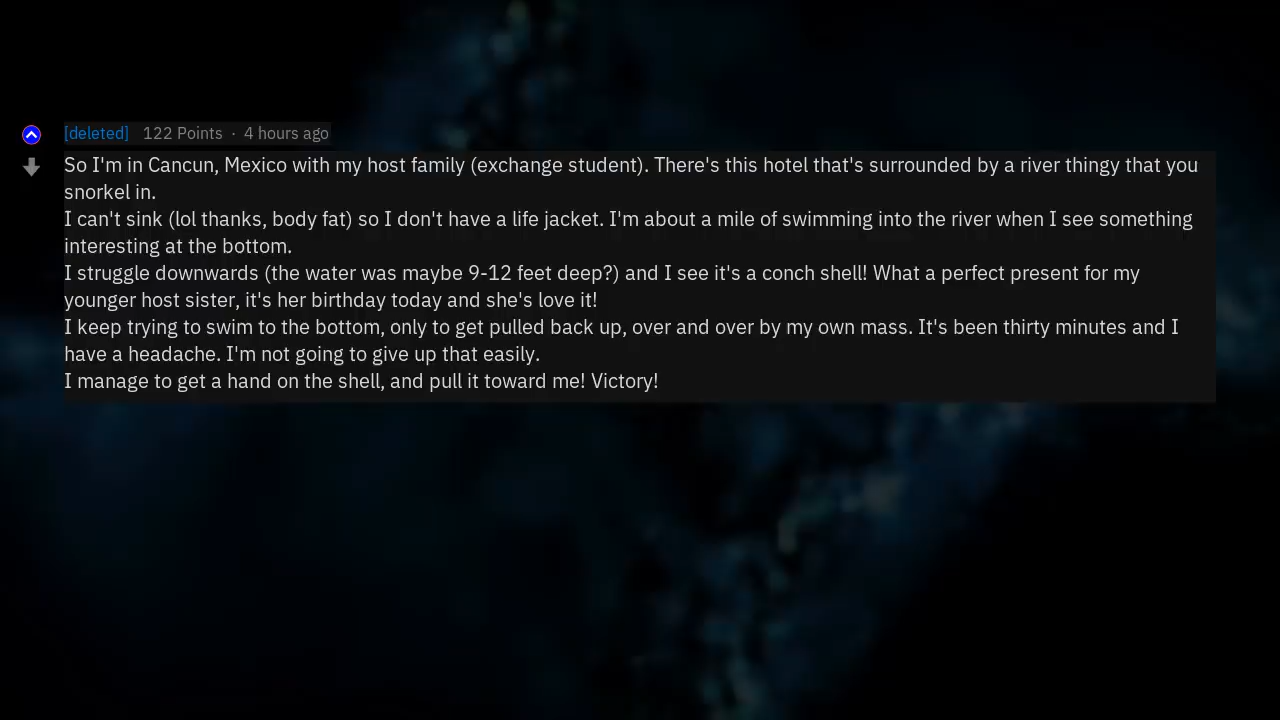 [deleted] 122 Points · 4 hours ago
So I'm in Cancun, Mexico with my host family (exchange student). There's this hotel that's surrounded by a river thingy that you
snorkel in.
I can't sink (lol thanks, body fat) so I don't have a life jacket. I'm about a mile of swimming into the river when I see something
interesting at the bottom.
I struggle downwards (the water was maybe 9-12 feet deep?) and I see it's a conch shell! What a perfect present for my
younger host sister, it's her birthday today and she's love it!
I keep trying to swim to the bottom, only to get pulled back up, over and over by my own mass. It's been thirty minutes and I
have a headache. I'm not going to give up that easily.
I manage to get a hand on the shell, and pull it toward me! Victory!